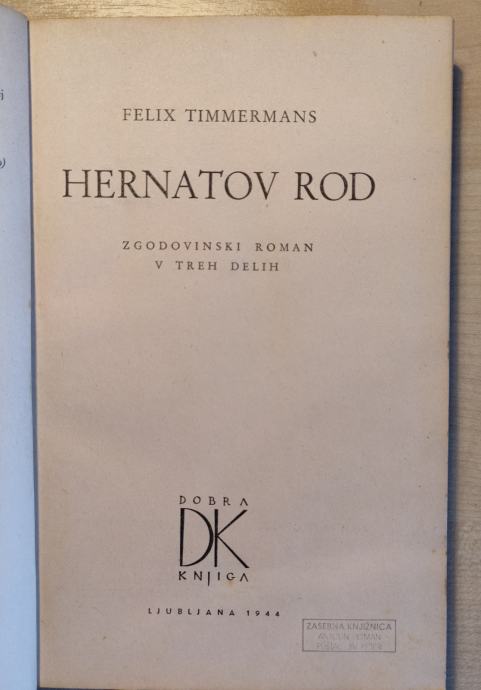 FELIX TIMMERMANS
HERNATOV ROD
ZGODOVINSKI ROMAN
V TREH DELIH
DOBRA
DK
KNJIGA
LJUBLJANA 1944
ZASEBNA KNJIŽNICA